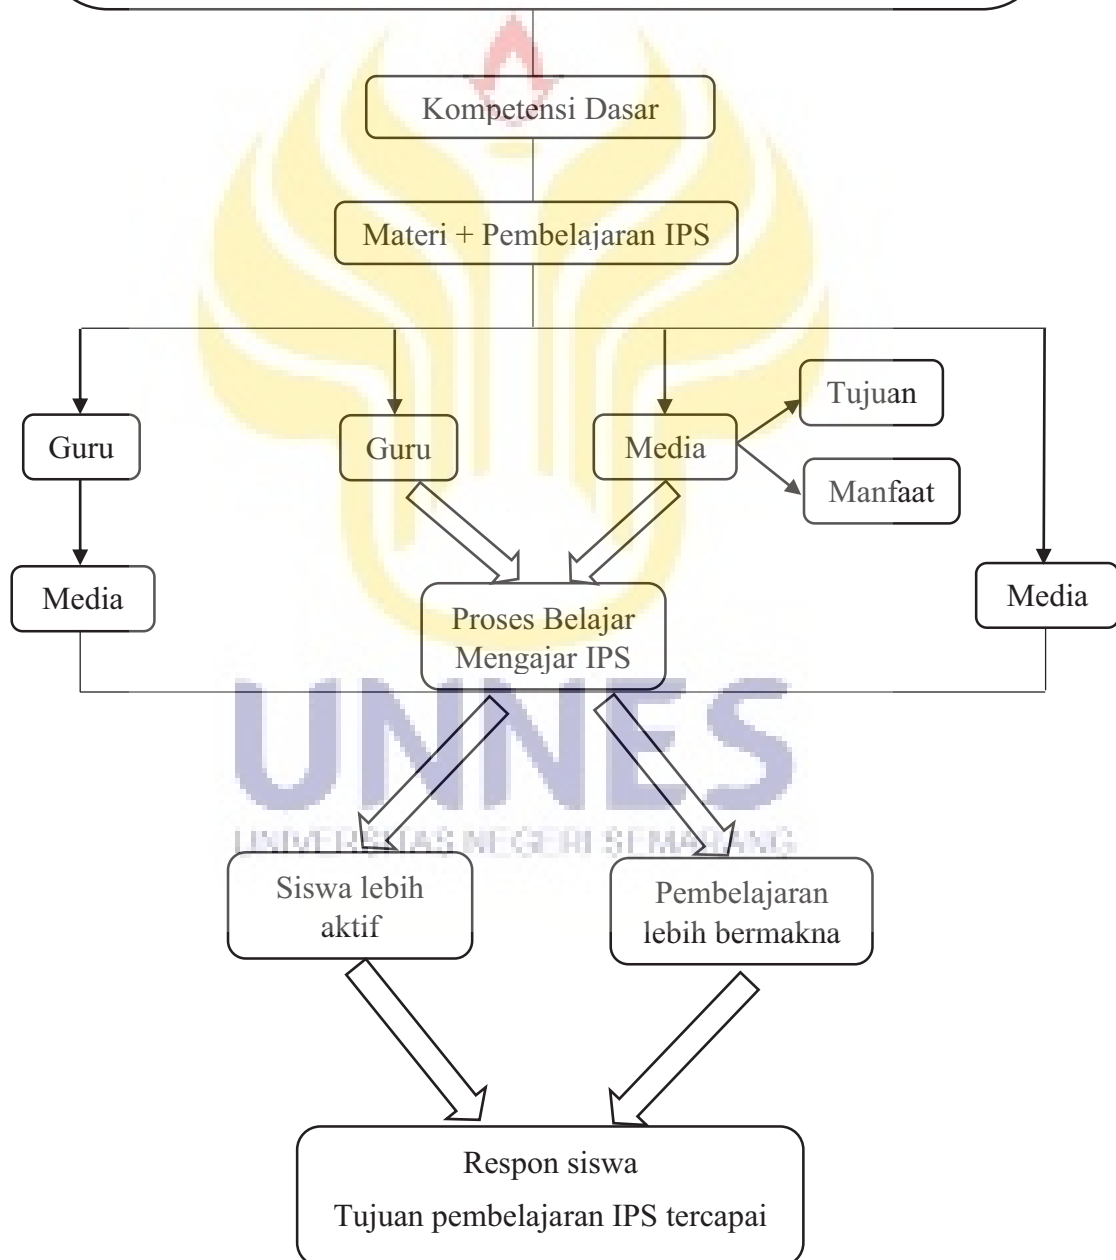 Kompetensi Dasar
Materi + Pembelajaran IPS
Tujuan
Guru
Guru
Media
Manfaat
Media
Proses Belajar
Mengajar IPS
Media
UNNES
UNIVERSITAS NEGERI SEMARANG
Siswa lebih
aktif
Pembelajaran
lebih bermakna
Respon siswa
Tujuan pembelajaran IPS tercapai